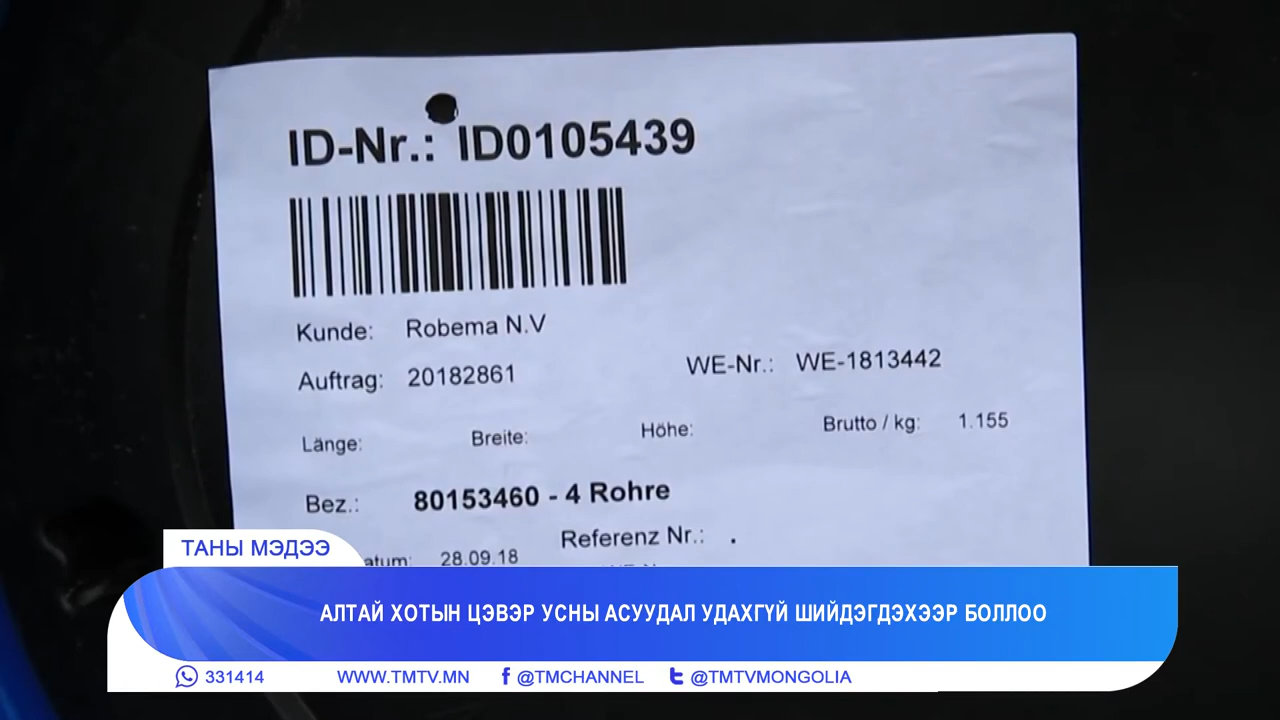 ID-Nr.: ID0105439
Kunde: Robema N.V
Auftrag: 20182861 WE-Nr.: WE-1813442
Länge: Breite: Höhe: Brutto / kg: 1.155
Bez.: 80153460 - 4 Rohre
Referenz Nr.: .
28.09.18
ТАНЫ МЭДЭЭ
АЛТАЙ ХОТЫН ЦЭВЭР УСНЫ АСУУДАЛ УДАХГҮЙ ШИЙДЭГДЭХЭЭР БОЛЛОО
331414 WWW.TMTV.MN @TMCHANNEL @TMTVMONGOLIA